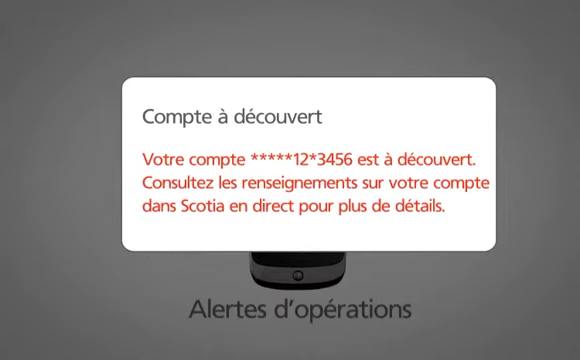 Compte à découvert
Votre compte *****12*3456 est à découvert.
Consultez les renseignements sur votre compte
dans Scotia en direct pour plus de détails.
Alertes d'opérations